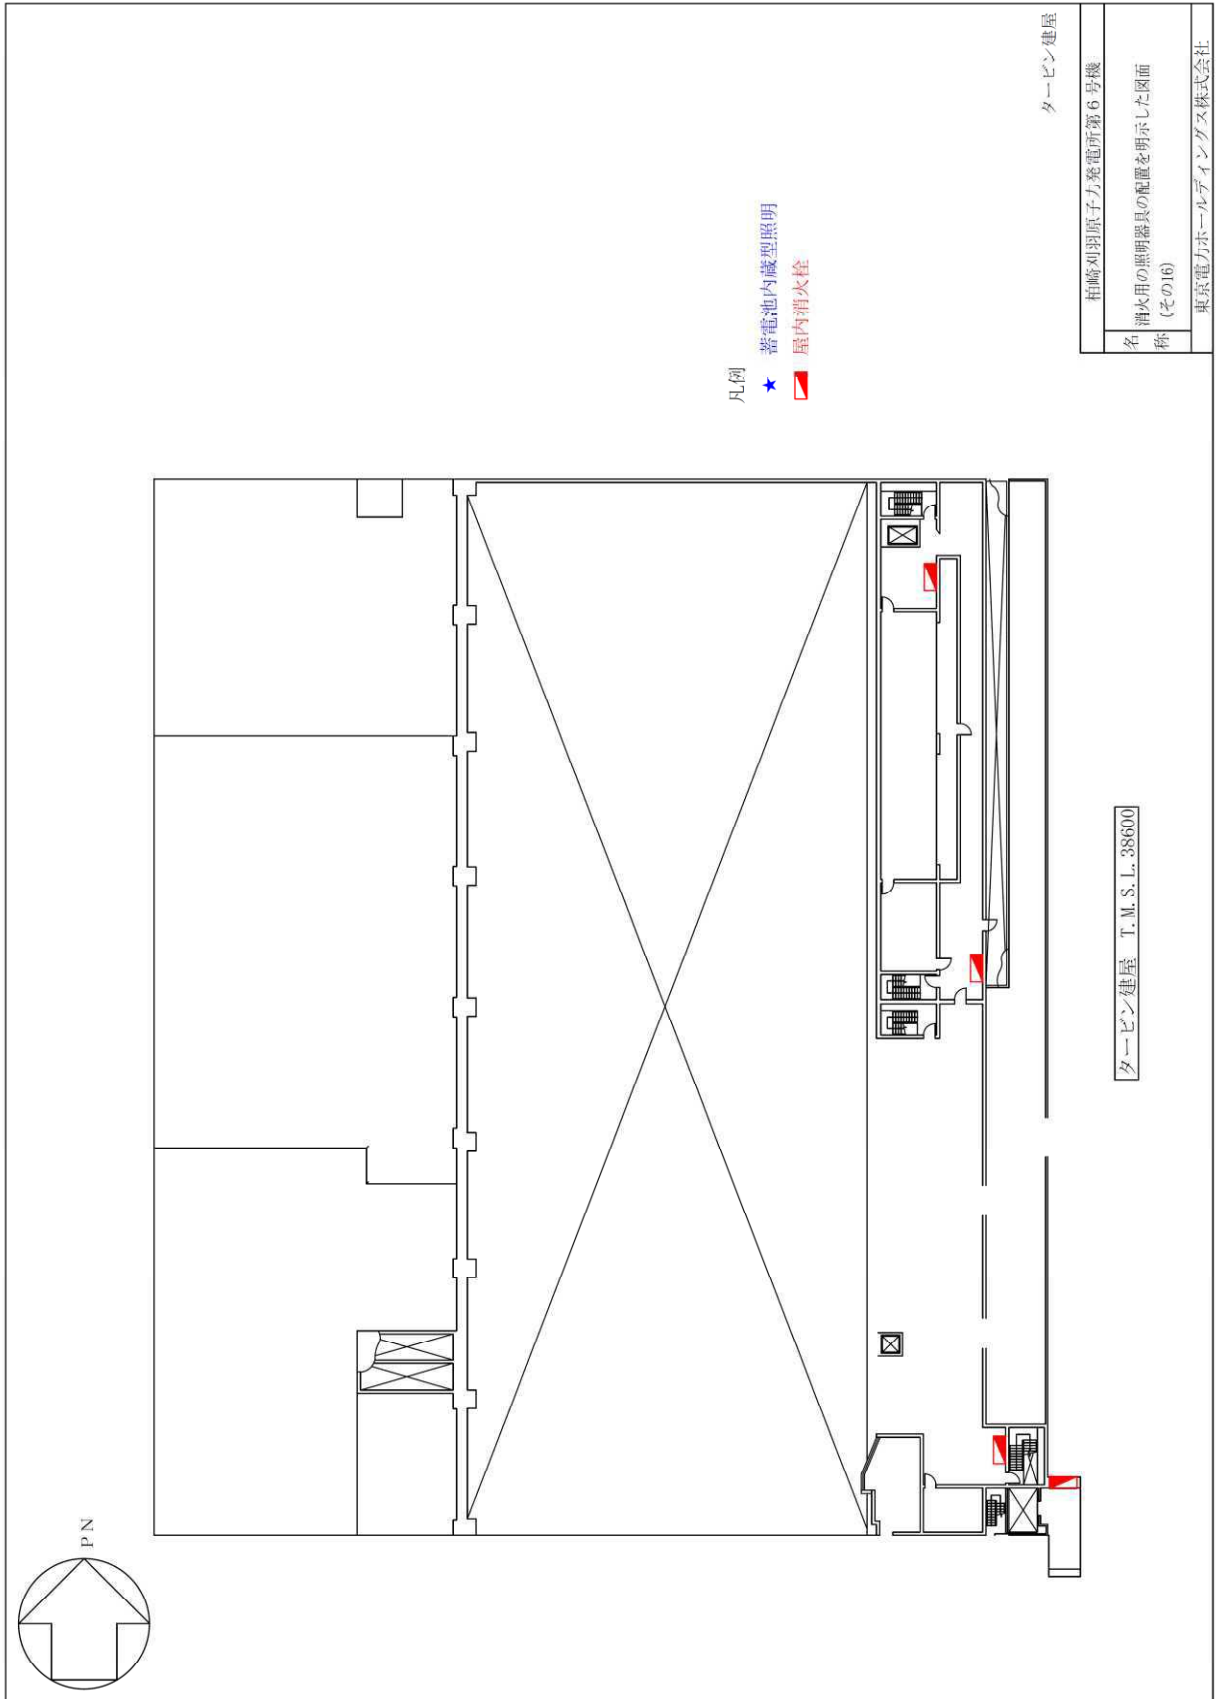 PN
凡例
★ 蓄電池内蔵型照明
屋内消火栓
タービン建屋 T.M.S.L.38600
タービン建屋
柏崎刈羽原子力発電所第6号機
名称
消火用の照明器具の配置を明示した図面
(その16)
東京電力ホールディングス株式会社